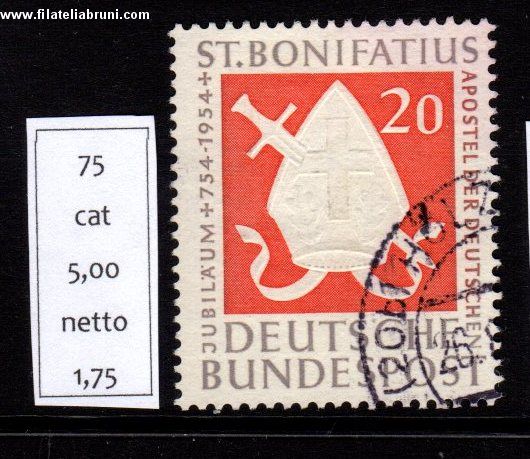 www.filateliabruni.com
75
cat
5,00
netto
1,75
ST. BONIFATIUS
20
JUBILÄUM + 754-1954 +
APOSTEL DER DEUTSCHEN
DEUTSCHE
BUNDESPOST